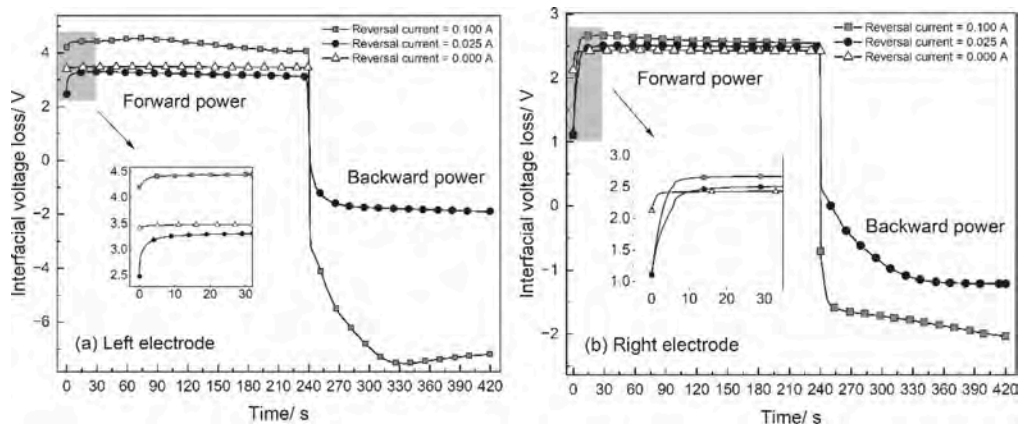 Interfacial voltage loss/ V
6
4
2
0
−2
−4
−6
Reversal current = 0.100 A
Reversal current = 0.025 A
Reversal current = 0.000 A
Forward power
Backward power
4.5
4.0
3.5
3.0
2.5
0 10 20 30
(a) Left electrode
0 30 60 90 120 150 180 210 240 270 300 330 360 390 420
Time/ s
Interfacial voltage loss/ V
3
2
1
0
−1
−2
Reversal current = 0.100 A
Reversal current = 0.025 A
Reversal current = 0.000 A
Forward power
Backward power
3.0
2.5
2.0
1.5
1.0
0 10 20 30
(b) Right electrode
0 30 60 90 120 150 180 210 240 270 300 330 360 390 420
Time/ s